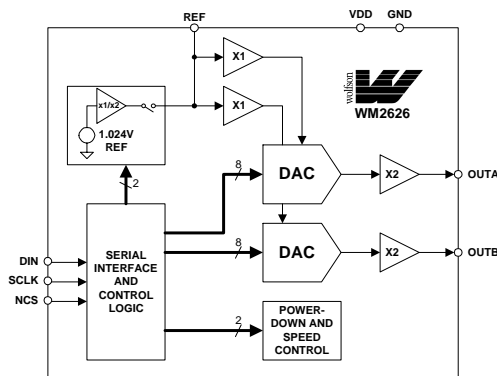 REF
VDD
GND
X1
X1
x1/x2
1.024V
REF
wolfson
WM2626
2
8
DAC
X2
OUTA
8
DAC
X2
OUTB
DIN
SCLK
NCS
SERIAL
INTERFACE
AND
CONTROL
LOGIC
2
POWER-
DOWN AND
SPEED
CONTROL